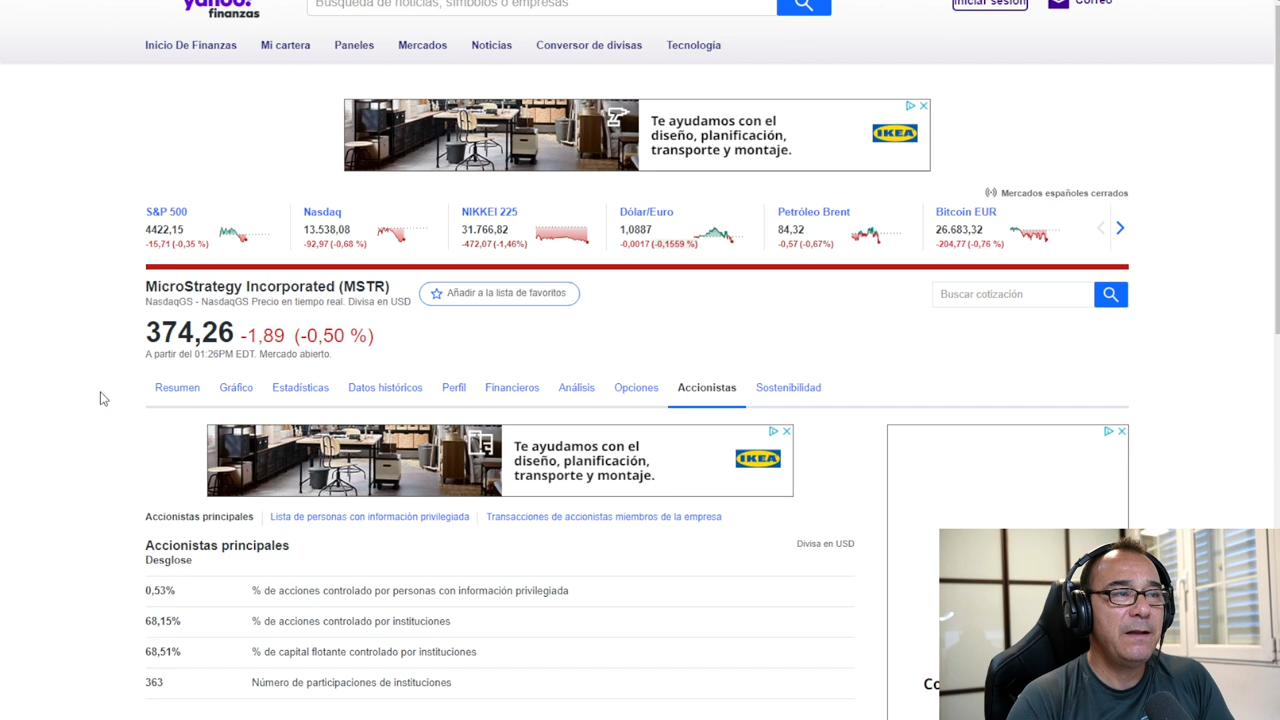 yahoo!
finanzas
Búsqueda de noticias, símbolos o empresas
Iniciar sesión
Correo
Inicio De Finanzas
Mi cartera
Paneles
Mercados
Noticias
Conversor de divisas
Tecnología
Te ayudamos con el
diseño, planificación,
transporte y montaje.
IKEA
Mercados españoles cerrados
S&P 500
4422,15
-15,71 (-0,35 %)
Nasdaq
13.538,08
-92,97 (-0,68 %)
NIKKEI 225
31.766,82
-472,07 (-1,46%)
Dólar/Euro
1,0887
-0,0017 (-0,1559 %)
Petróleo Brent
84,32
-0,57 (-0,67%)
Bitcoin EUR
26.683,32
-204,77 (-0,76 %)
MicroStrategy Incorporated (MSTR)
NasdaqGS - NasdaqGS Precio en tiempo real. Divisa en USD
Añadir a la lista de favoritos
Buscar cotización
374,26 -1,89 (-0,50 %)
A partir del 01:26PM EDT. Mercado abierto.
Resumen
Gráfico
Estadísticas
Datos históricos
Perfil
Financieros
Análisis
Opciones
Accionistas
Sostenibilidad
Te ayudamos con el
diseño, planificación,
transporte y montaje.
IKEA
Accionistas principales
Lista de personas con información privilegiada
Transacciones de accionistas miembros de la empresa
Accionistas principales
Divisa en USD
Desglose
0,53% % de acciones controlado por personas con información privilegiada
68,15% % de acciones controlado por instituciones
68,51% % de capital flotante controlado por instituciones
363 Número de participaciones de instituciones